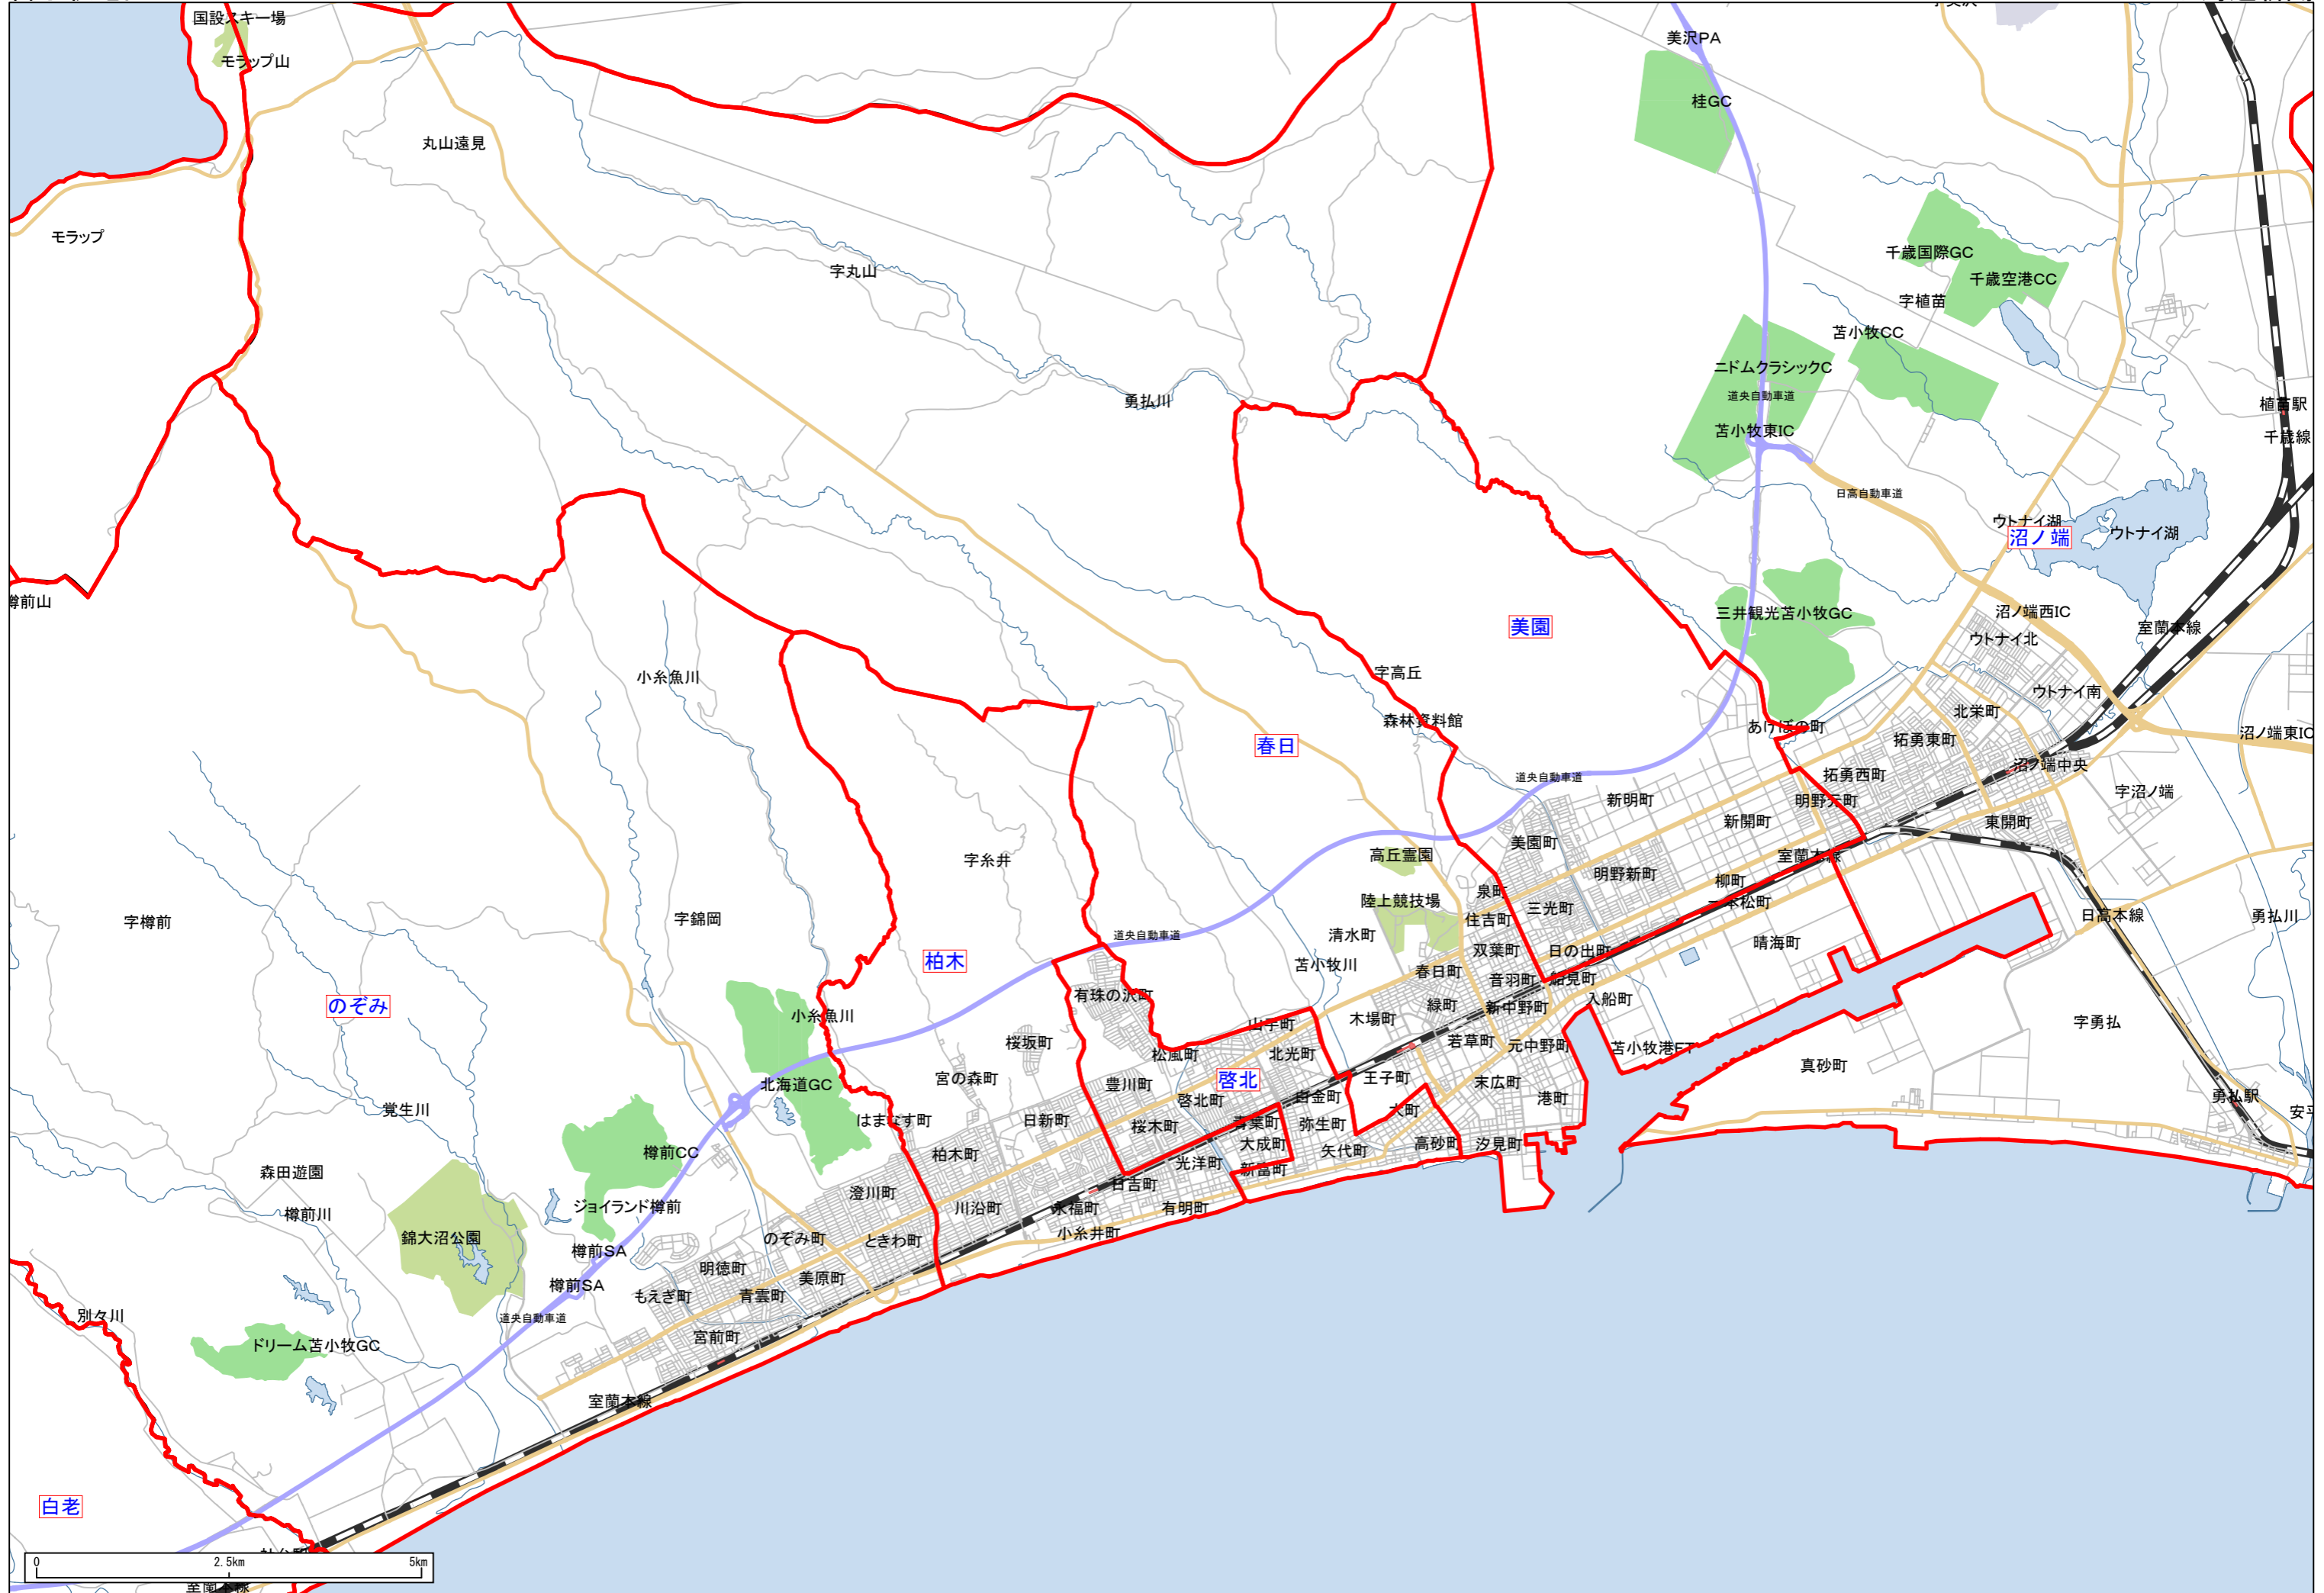 国設スキー場
モラップ山
美沢PA
桂GC
丸山遠見
モラップ
字丸山
千歳国際GC
千歳空港CC
字植苗
苫小牧CC
ニドムクラシックC
道央自動車道
勇払川
植苗駅
苫小牧東IC
千歳線
日高自動車道
ウトナイ湖
沼ノ端
ウトナイ湖
樽前山
三井観光苫小牧GC
沼ノ端西IC
美園
室蘭本線
ウトナイ北
字高丘
小糸魚川
ウトナイ南
北栄町
森林資料館
あけぼの町
沼ノ端東IC
春日
拓勇東町
沼ノ端中央
道央自動車道
拓勇西町
字沼ノ端
新明町
明野元町
新開町
東開町
美園町
高丘霊園
室蘭本線
字糸井
明野新町
柳町
泉町
陸上競技場
一本松町
三光町
字錦岡
住吉町
日高本線
勇払川
字樽前
清水町
道央自動車道
晴海町
双葉町
日の出町
柏木
苫小牧川
春日町
音羽町
船見町
有珠の沢町
のぞみ
緑町
新中野町
入船町
小糸魚川
木場町
山手町
字勇払
桜坂町
若草町
元中野町
苫小牧港FT
松風町
北光町
真砂町
宮の森町
啓北
王子町
末広町
北海道GC
豊川町
白金町
港町
勇払駅
啓北町
覚生川
大町
はまなす町
日新町
青葉町
弥生町
桜木町
大成町
高砂町
汐見町
樽前CC
柏木町
矢代町
光洋町
新富町
森田遊園
日吉町
澄川町
ジョイランド樽前
川沿町
永福町
有明町
樽前川
錦大沼公園
のぞみ町
ときわ町
小糸井町
樽前SA
明徳町
美原町
樽前SA
もえぎ町
青雲町
別々川
道央自動車道
宮前町
ドリーム苫小牧GC
室蘭本線
白老
0
2.5km
5km
室蘭本線